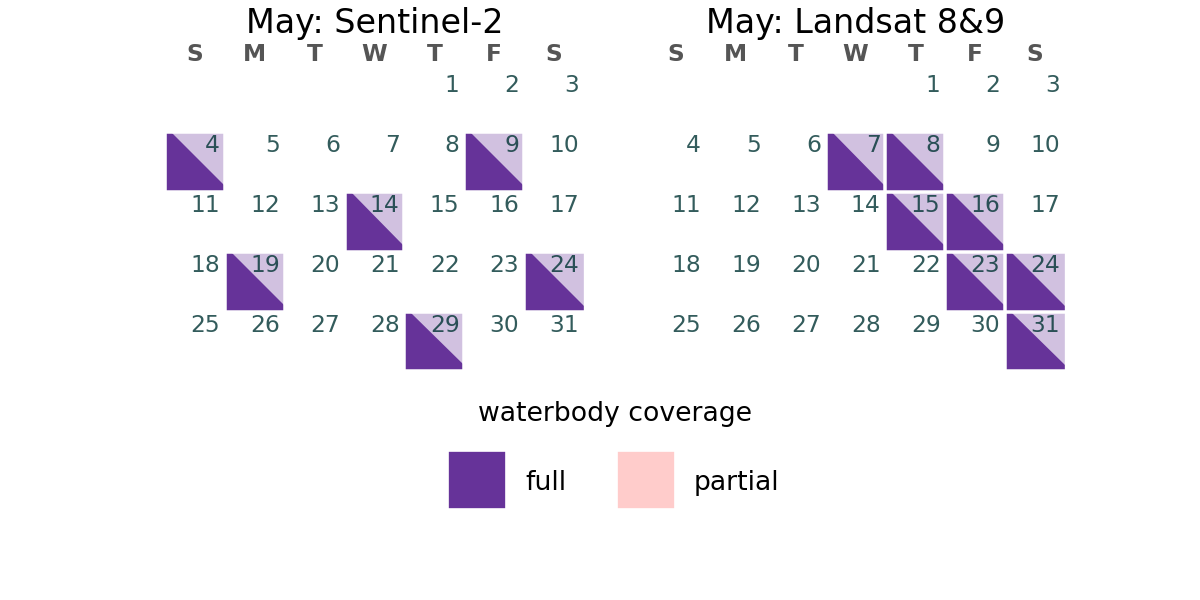 May: Sentinel-2
S M T W T F S
1 2 3
4 5 6 7 8 9 10
11 12 13 14 15 16 17
18 19 20 21 22 23 24
25 26 27 28 29 30 31
May: Landsat 8&9
S M T W T F S
1 2 3
4 5 6 7 8 9 10
11 12 13 14 15 16 17
18 19 20 21 22 23 24
25 26 27 28 29 30 31
waterbody coverage
full partial